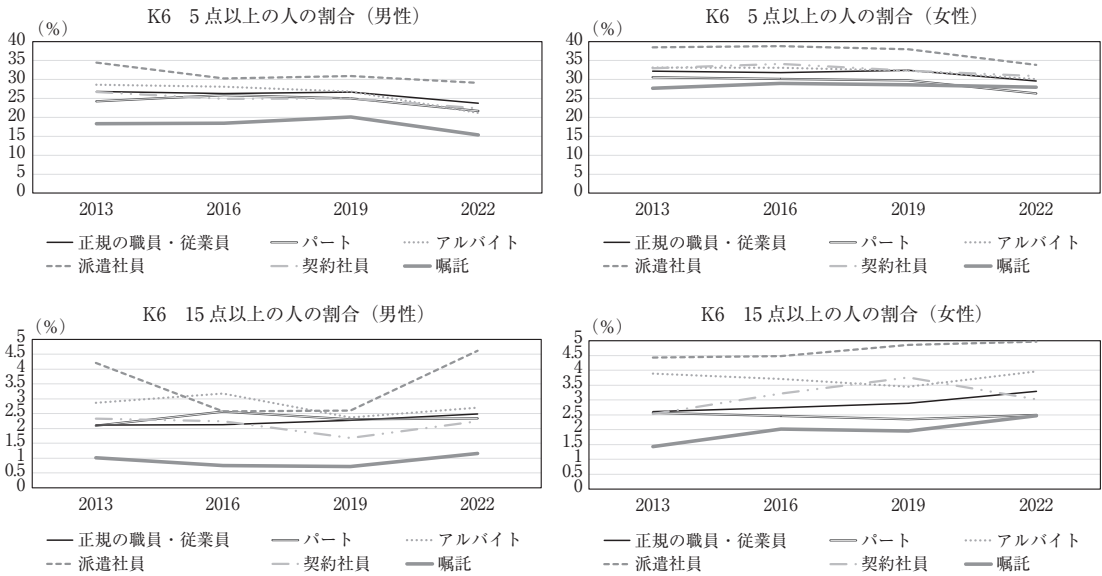 K6 5点以上の人の割合（男性）
（%）
40
35
30
25
20
15
10
5
0
2013 2016 2019 2022
正規の職員・従業員 パート アルバイト
派遣社員 契約社員 嘱託
K6 5点以上の人の割合（女性）
（%）
40
35
30
25
20
15
10
5
0
2013 2016 2019 2022
正規の職員・従業員 パート アルバイト
派遣社員 契約社員 嘱託
K6 15点以上の人の割合（男性）
（%）
5
4.5
4
3.5
3
2.5
2
1.5
1
0.5
0
2013 2016 2019 2022
正規の職員・従業員 パート アルバイト
派遣社員 契約社員 嘱託
K6 15点以上の人の割合（女性）
（%）
5
4.5
4
3.5
3
2.5
2
1.5
1
0.5
0
2013 2016 2019 2022
正規の職員・従業員 パート アルバイト
派遣社員 契約社員 嘱託